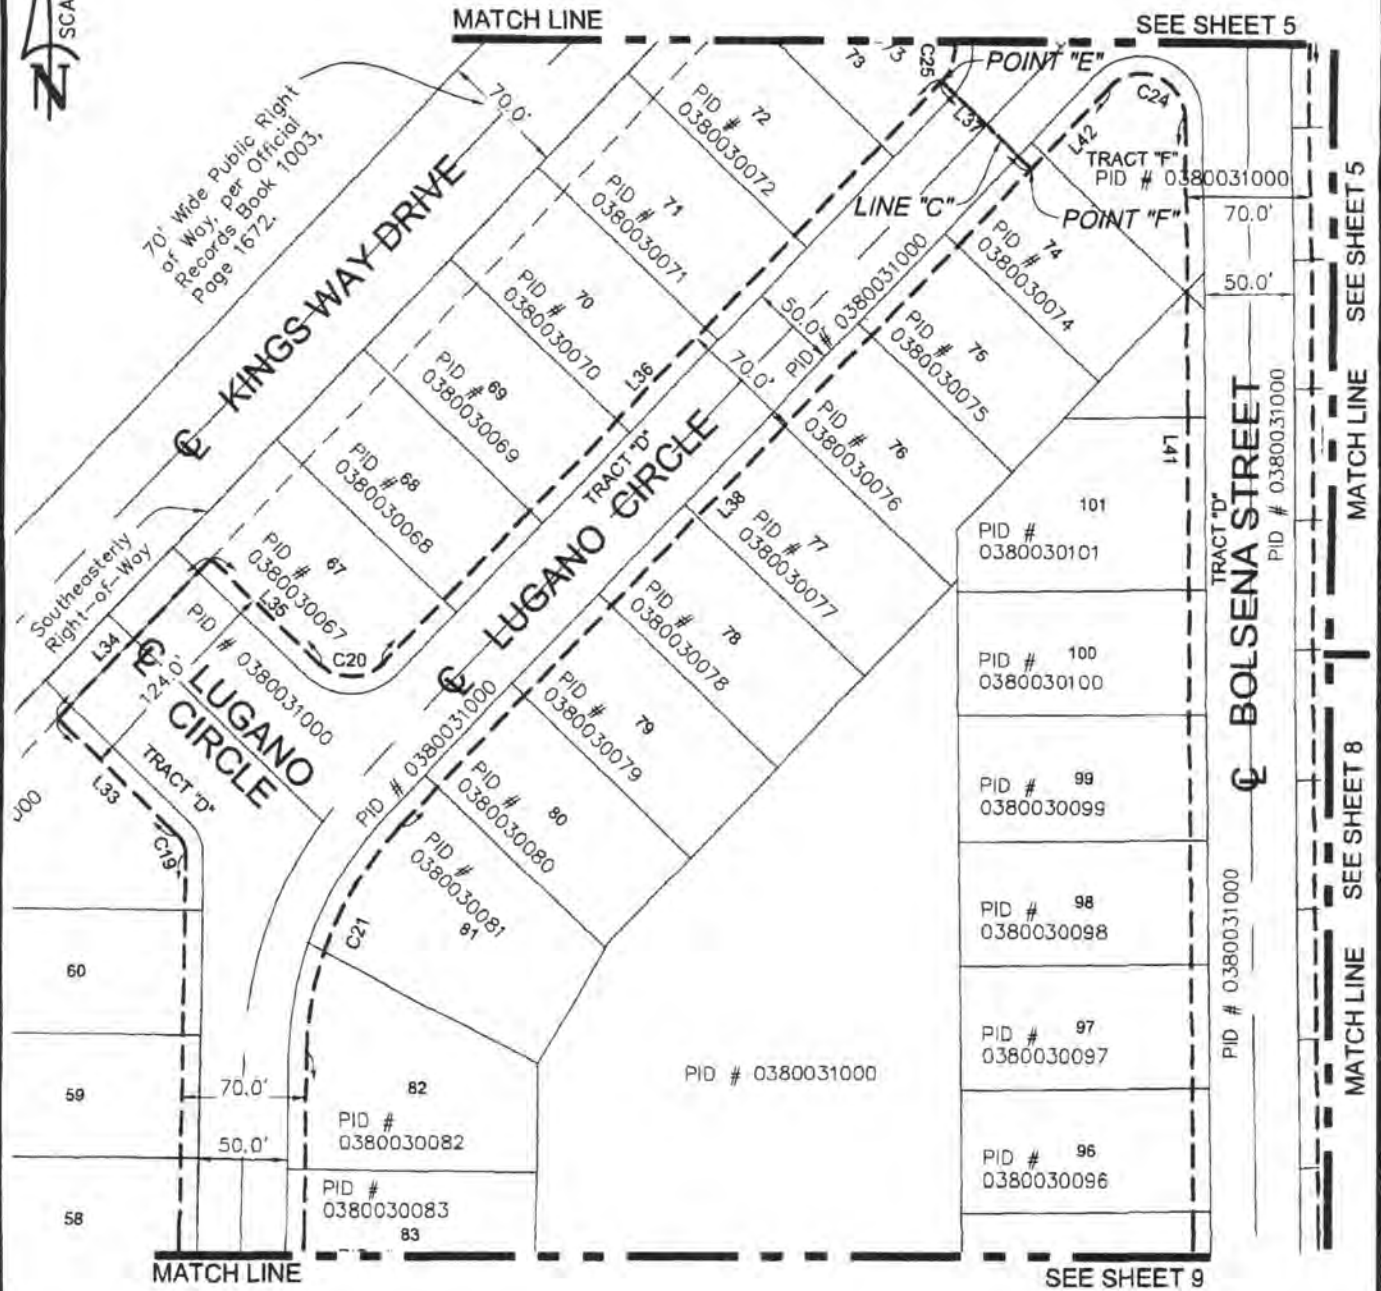 SCA
N
MATCH LINE
SEE SHEET 5
70' Wide Public Right
of Way, per Official
Records Book 1003,
Page 1672.
70.0'
KINGS WAY DRIVE
73
73
C25
POINT "E"
L37
C24
L42
TRACT "F"
PID # 0380031000
LINE "C"
POINT "F"
70.0'
50.0'
PID # 72
0380030072
PID # 71
0380030071
PID # 70
0380030070
PID # 69
0380030069
PID # 68
0380030068
PID # 67
0380030067
PID # 74
0380030074
PID # 75
0380030075
PID # 76
0380030076
PID # 77
0380030077
PID # 78
0380030078
PID # 79
0380030079
PID # 80
0380030080
PID #
0380030081
81
50.0'
PID # 0380031000
70.0'
L36
TRACT "D"
LUGANO CIRCLE
L38
PID # 0380031000
Southeasterly
Right-of-Way
L34
L35
C20
124.0'
PID # 0380031000
LUGANO
CIRCLE
TRACT "D"
L33
C19
C21
60
59
58
70.0'
50.0'
82
PID #
0380030082
PID #
0380030083
83
PID # 0380031000
101
PID #
0380030101
PID # 100
0380030100
PID # 99
0380030099
PID # 98
0380030098
PID # 97
0380030097
PID # 96
0380030096
L41
TRACT "D"
BOLSENA STREET
PID # 0380031000
PID # 0380031000
MATCH LINE SEE SHEET 5
MATCH LINE SEE SHEET 8
MATCH LINE
SEE SHEET 9